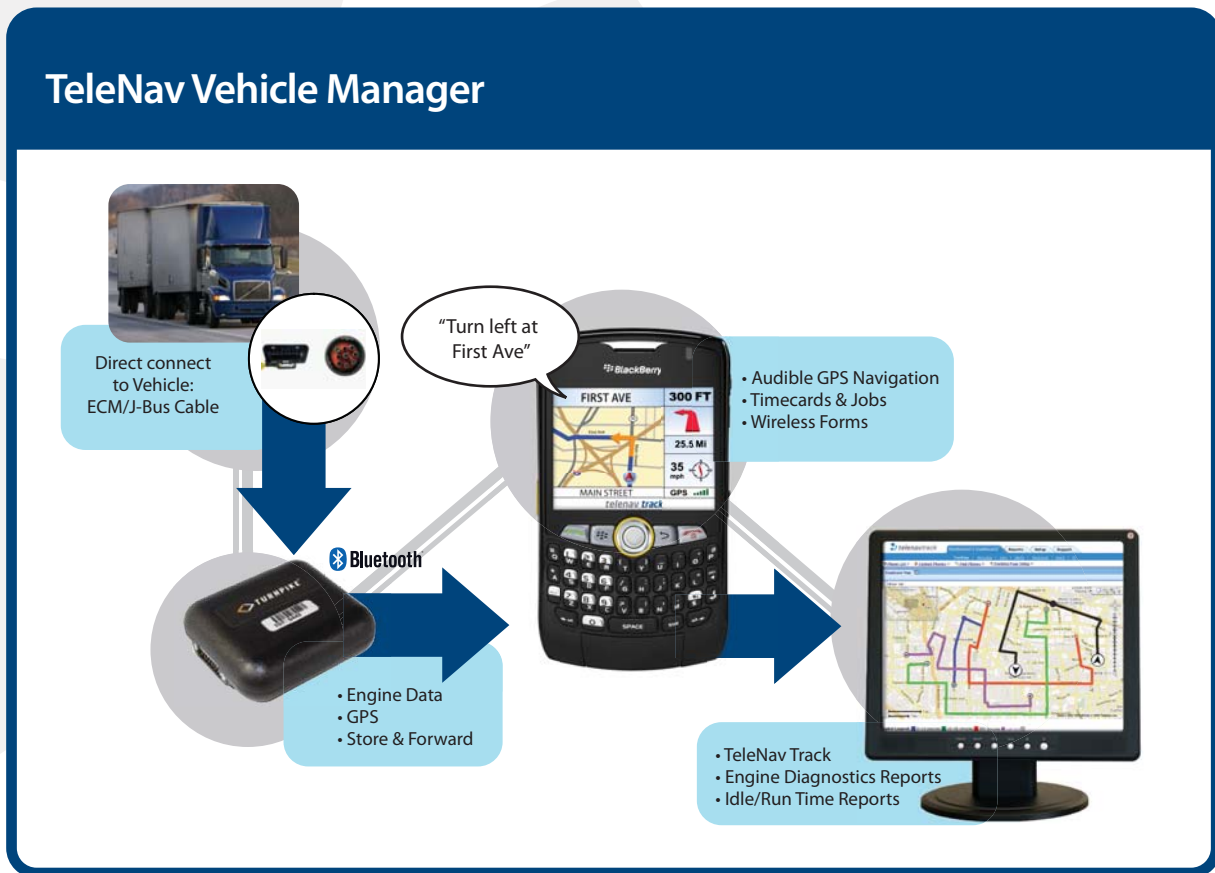 TeleNav Vehicle Manager
Direct connect
to Vehicle:
ECM/J-Bus Cable
"Turn left at
First Ave"
BlackBerry
FIRST AVE
300 FT
25.5 Mi
35
mph
MAIN STREET
GPS
telenav track
SPACE
• Audible GPS Navigation
• Timecards & Jobs
• Wireless Forms
Bluetooth
TURNPIKE
• Engine Data
• GPS
• Store & Forward
telenav track
Reports
Setup
Support
• TeleNav Track
• Engine Diagnostics Reports
• Idle/Run Time Reports